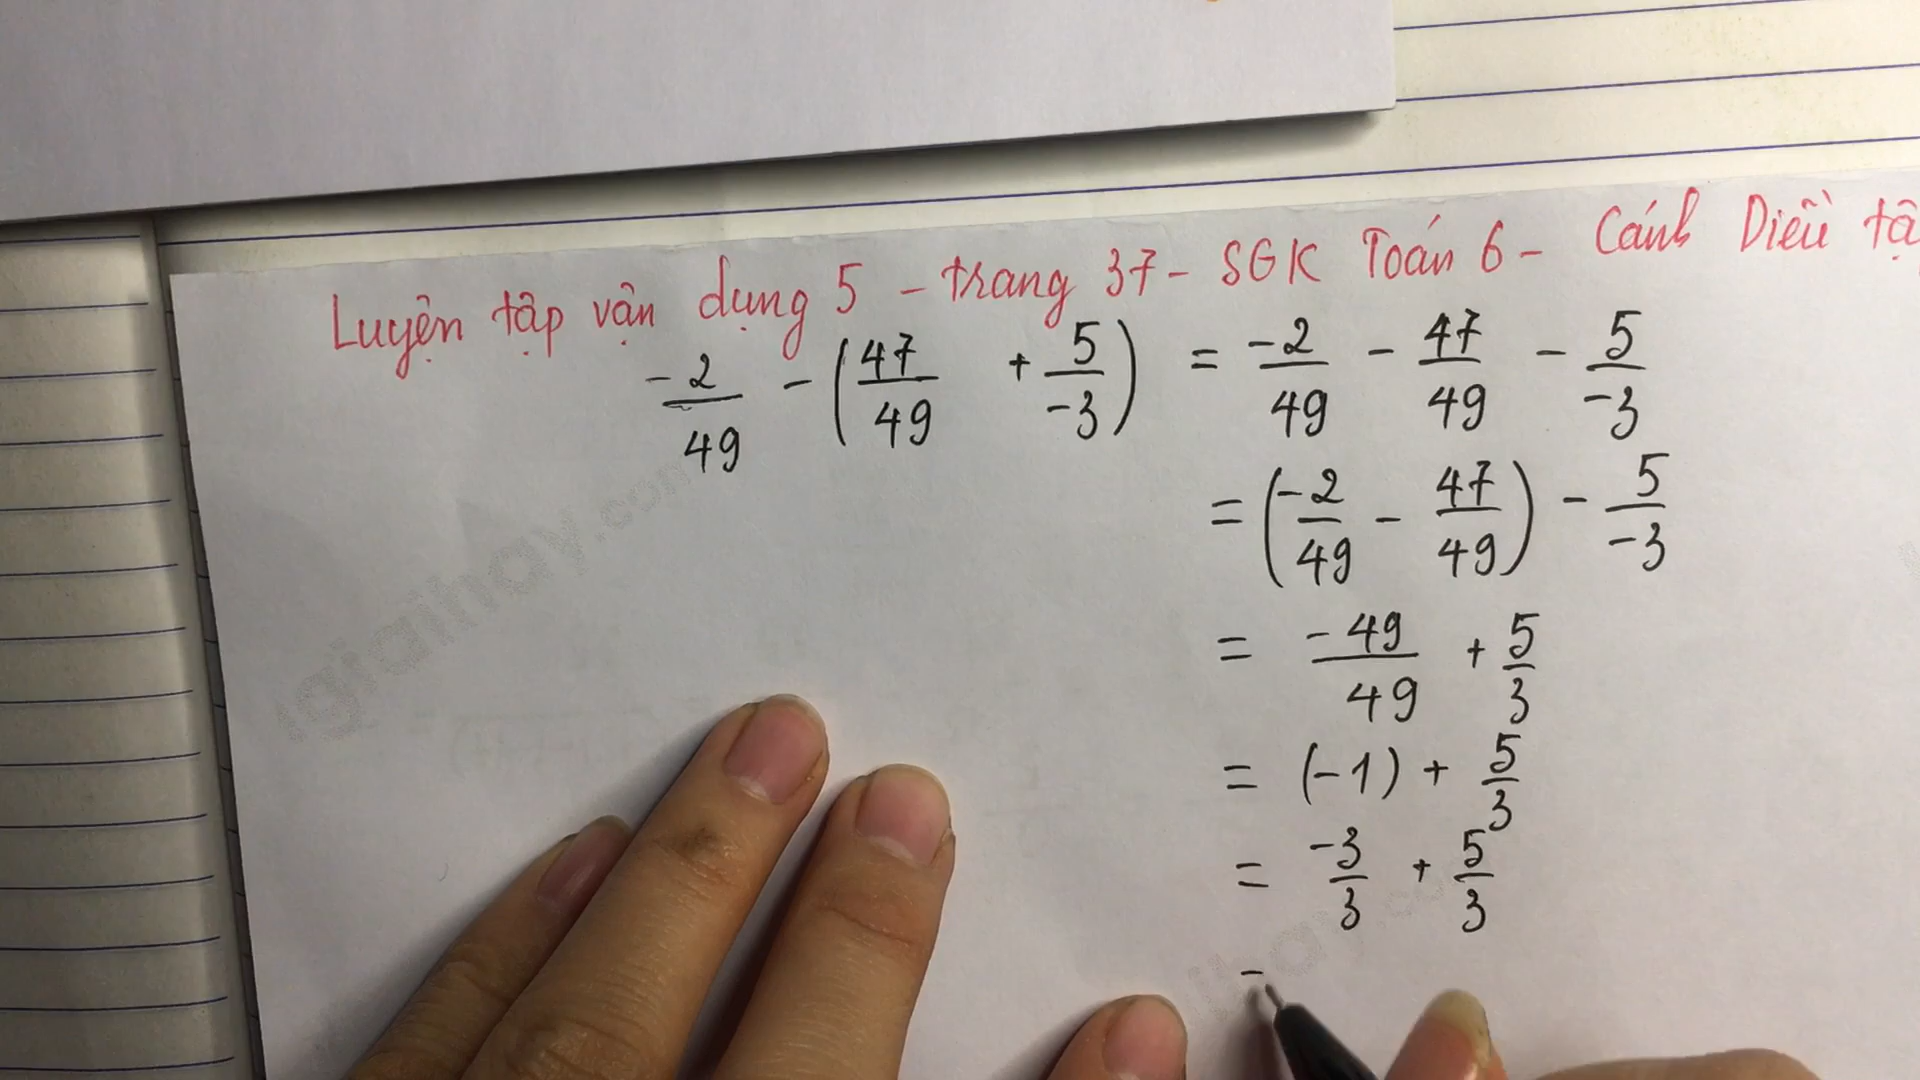 Luyện tập vận dụng 5 - trang 37 - SGK Toán 6 - Cánh Diều tậ
-2/49 - (47/49 + 5/-3) = -2/49 - 47/49 - 5/-3
= (-2/49 - 47/49) - 5/-3
= -49/49 + 5/3
= (-1) + 5/3
= -3/3 + 5/3
-
giaihay.com